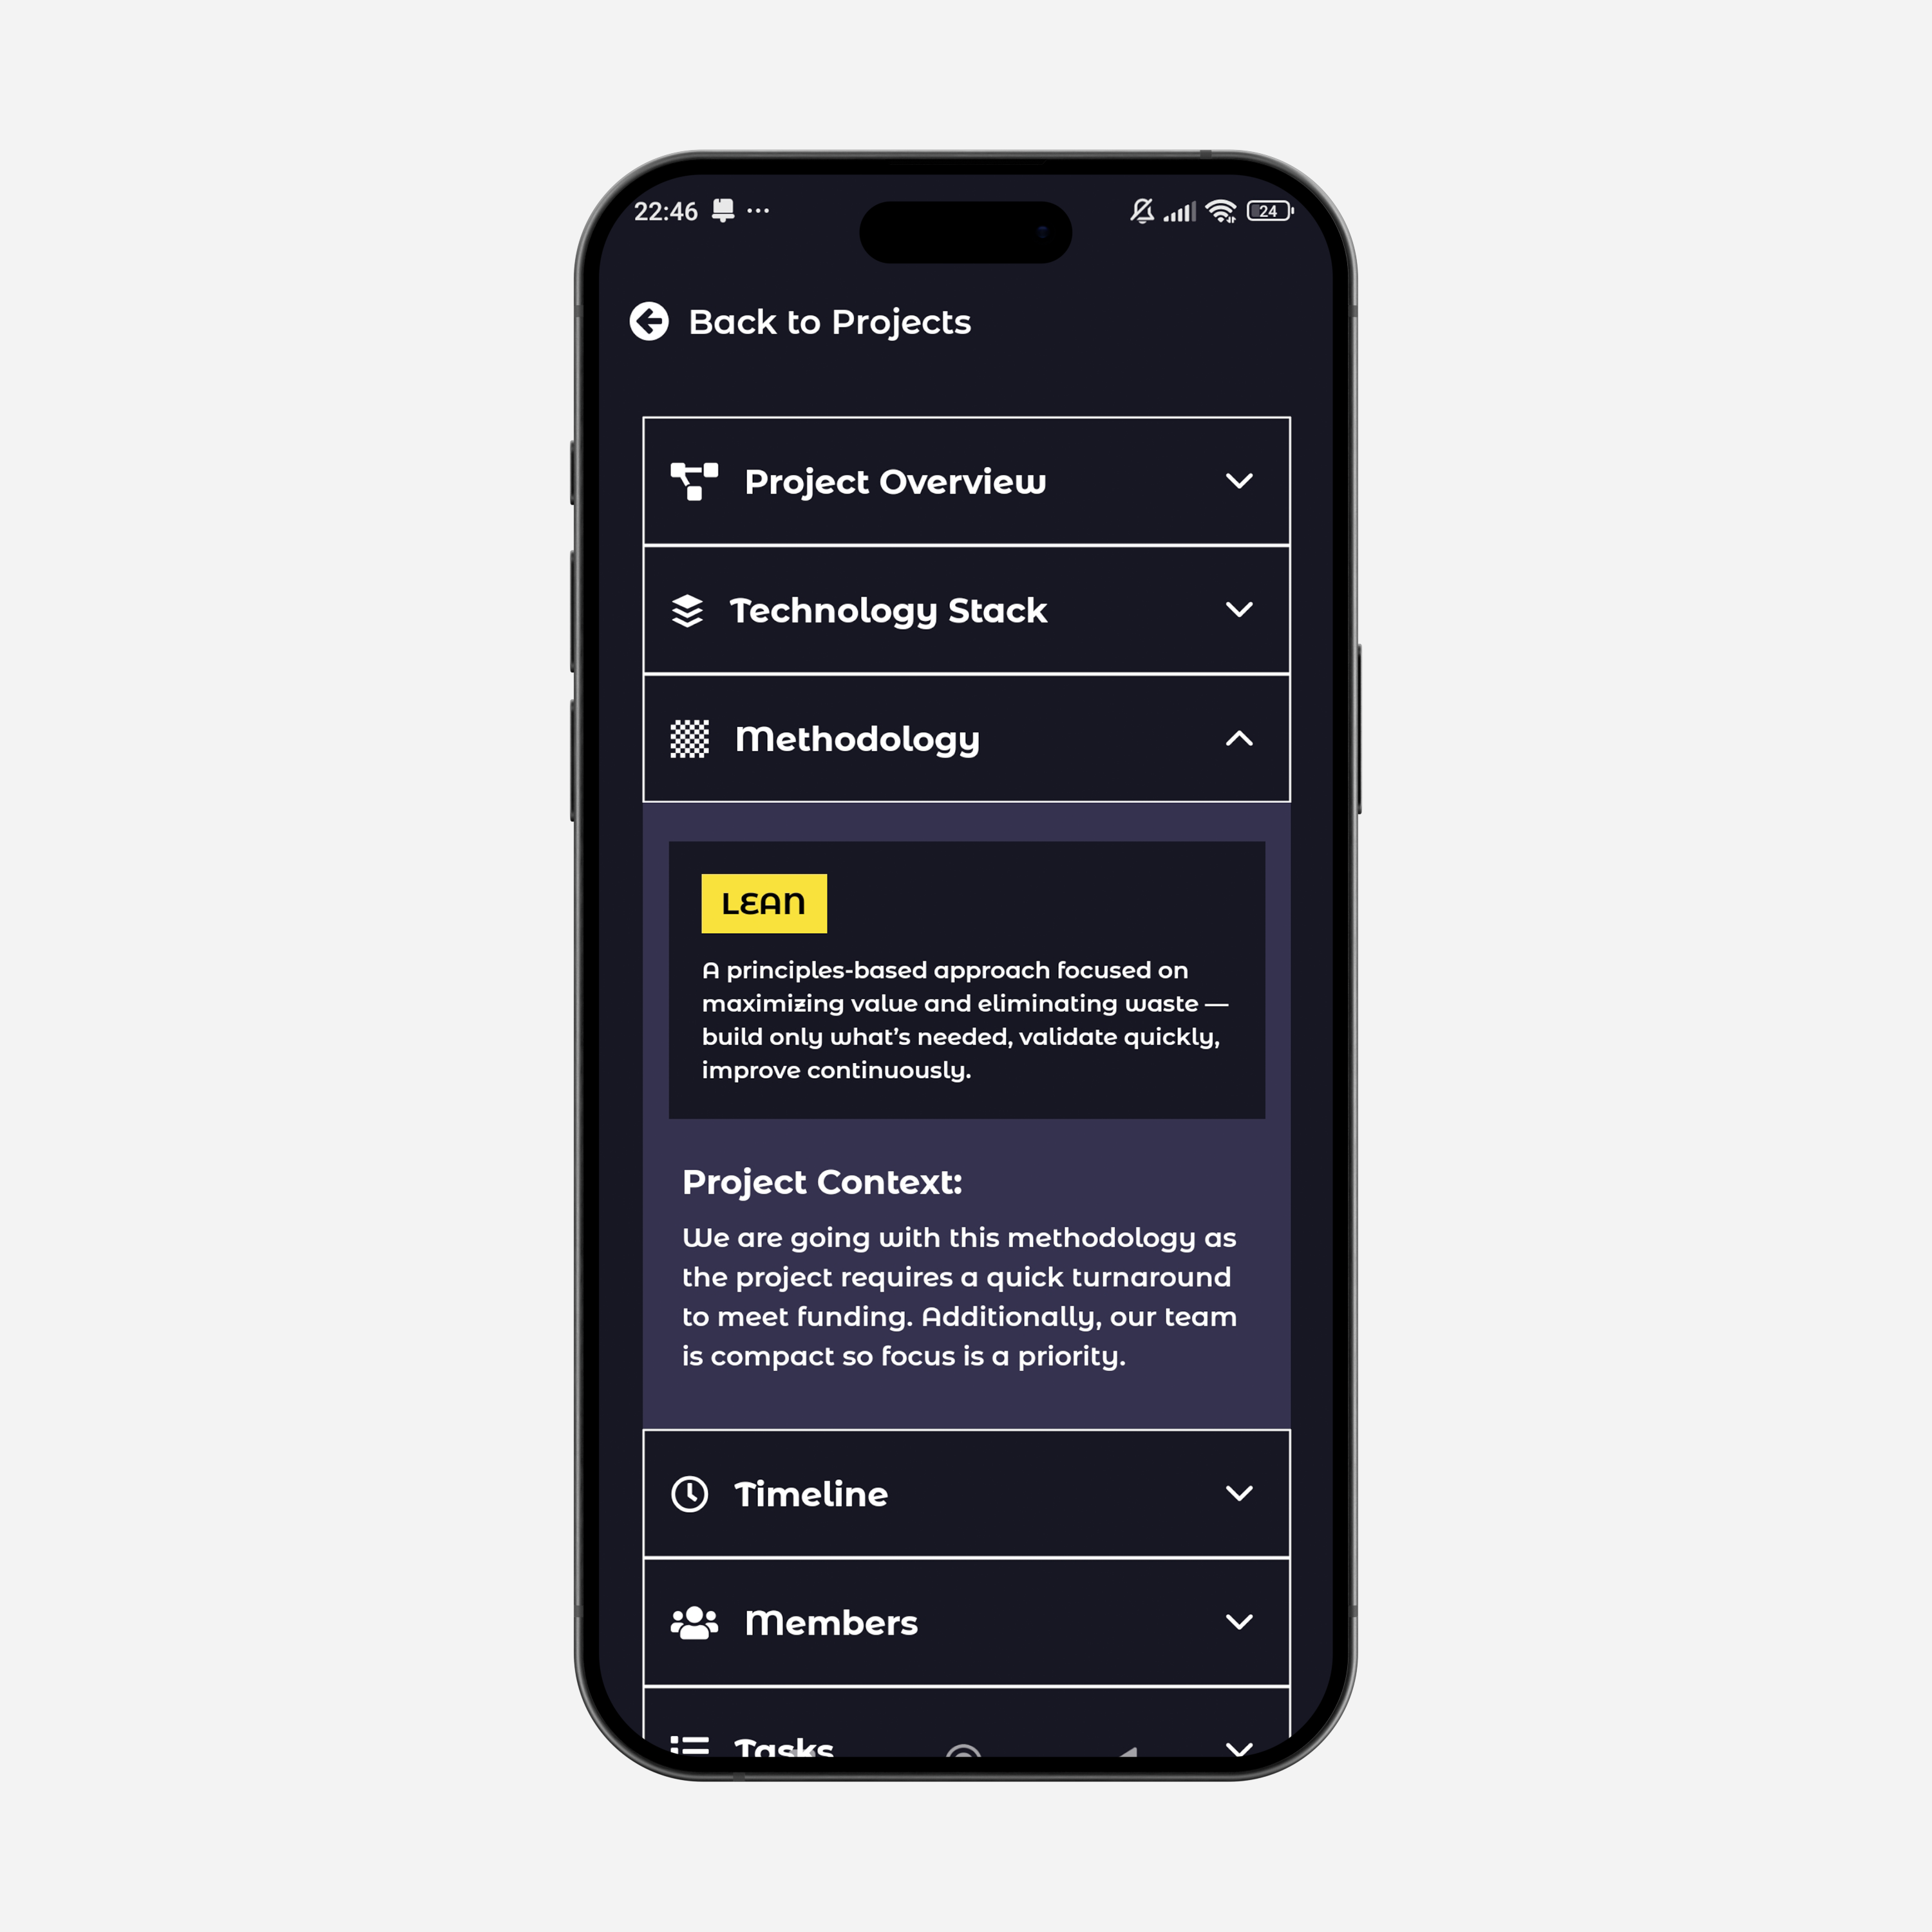 22:46 ... 24
Back to Projects
Project Overview
Technology Stack
Methodology
LEAN
A principles-based approach focused on
maximizing value and eliminating waste —
build only what’s needed, validate quickly,
improve continuously.
Project Context:
We are going with this methodology as
the project requires a quick turnaround
to meet funding. Additionally, our team
is compact so focus is a priority.
Timeline
Members
Tasks